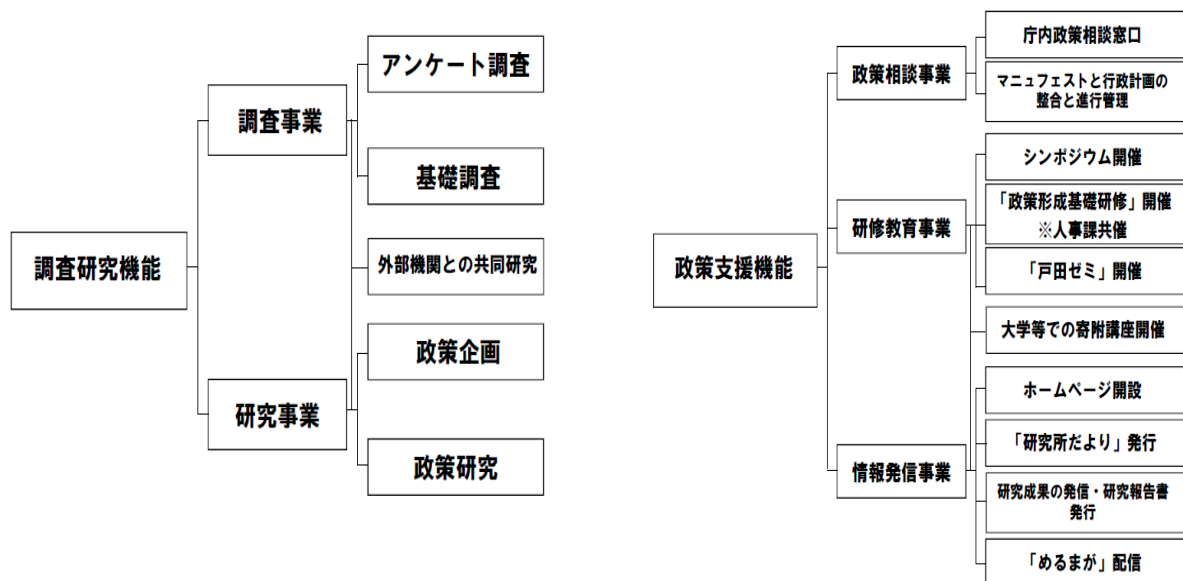 調査研究機能
調査事業
アンケート調査
基礎調査
外部機関との共同研究
研究事業
政策企画
政策研究
政策支援機能
政策相談事業
庁内政策相談窓口
マニュフェストと行政計画の
整合と進行管理
研修教育事業
シンポジウム開催
「政策形成基礎研修」開催
※人事課共催
「戸田ゼミ」開催
大学等での寄附講座開催
情報発信事業
ホームページ開設
「研究所だより」発行
研究成果の発信・研究報告書
発行
「めるまが」配信